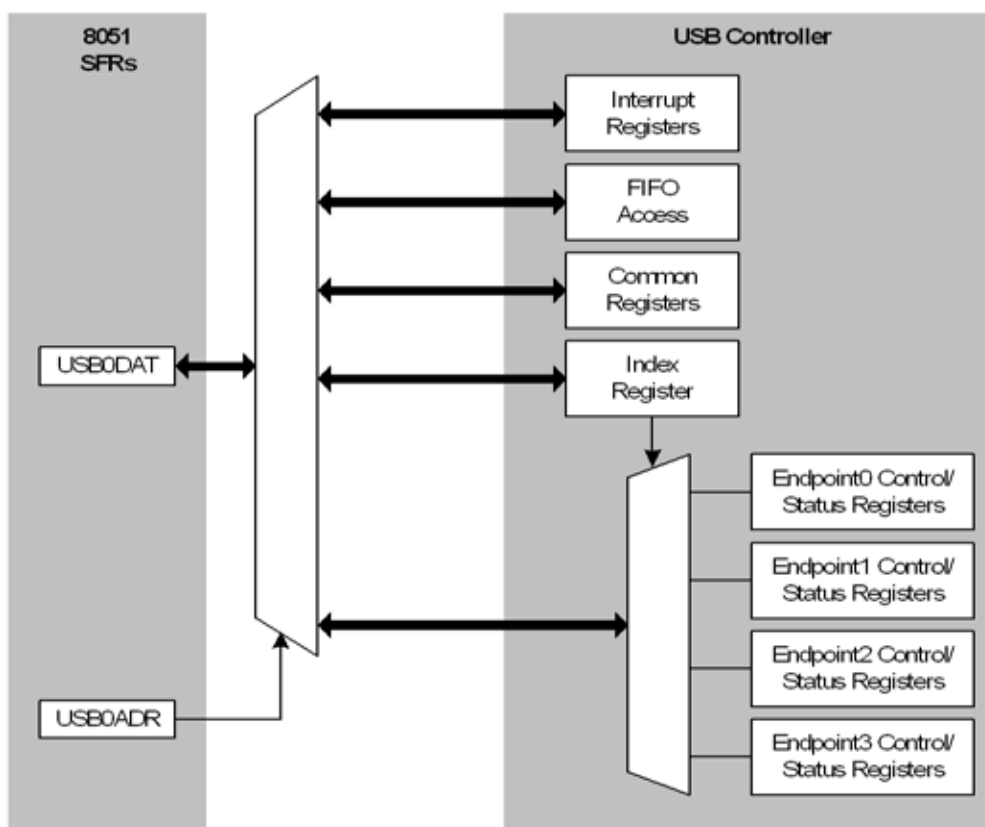 8051
SFRs
USB Controller
Interrupt
Registers
FIFO
Access
Common
Registers
USB0DAT
Index
Register
Endpoint0 Control/
Status Registers
Endpoint1 Control/
Status Registers
Endpoint2 Control/
Status Registers
USB0ADR
Endpoint3 Control/
Status Registers